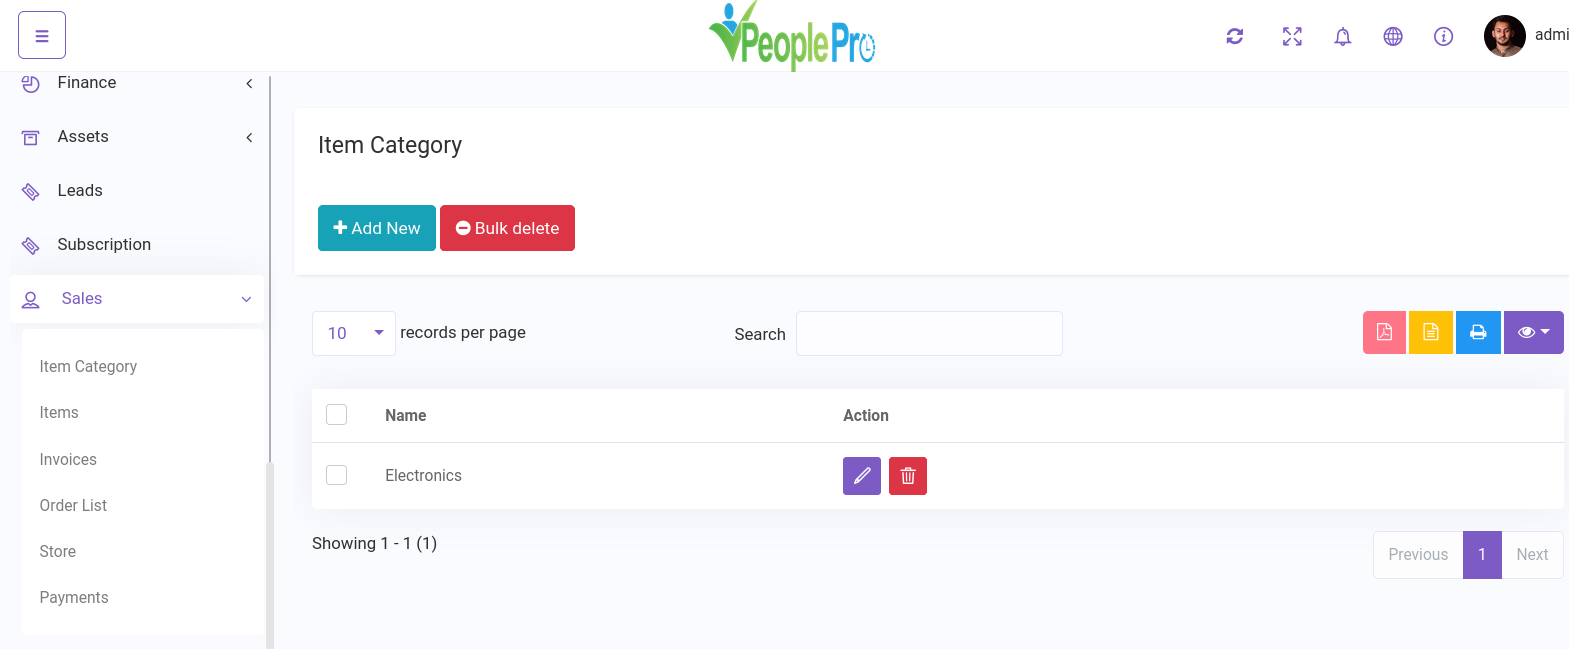 PeoplePro
admi
Finance
Assets
Leads
Subscription
Sales
Item Category
Items
Invoices
Order List
Store
Payments
Item Category
Add New
Bulk delete
10 records per page
Search
Name Action
Electronics
Showing 1 - 1 (1)
Previous 1 Next